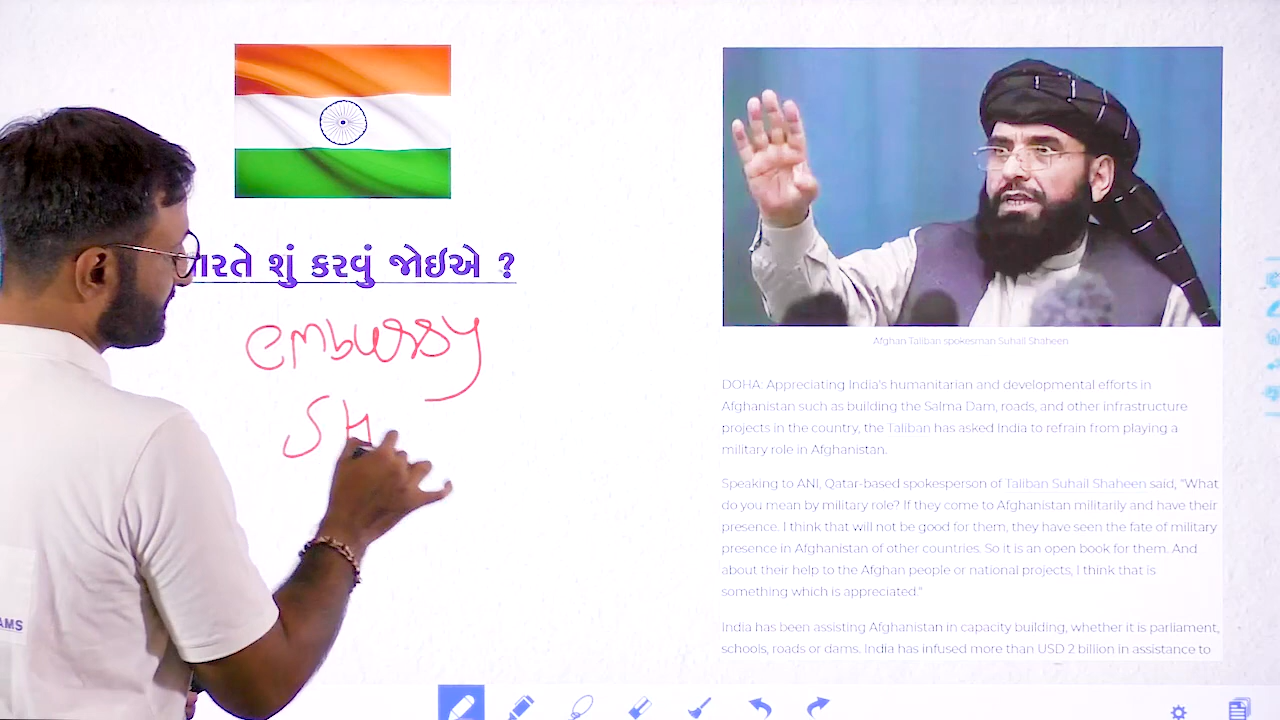 ભારતે શું કરવું જોઇએ ?
embussy
SH
Afghan Taliban spokesman Suhail Shaheen
DOHA: Appreciating India's humanitarian and developmental efforts in
Afghanistan such as building the Salma Dam, roads, and other infrastructure
projects in the country, the Taliban has asked India to refrain from playing a
military role in Afghanistan.
Speaking to ANI, Qatar-based spokesperson of Taliban Suhail Shaheen said, "What
do you mean by military role? If they come to Afghanistan militarily and have their
presence. I think that will not be good for them, they have seen the fate of military
presence in Afghanistan of other countries. So it is an open book for them. And
about their help to the Afghan people or national projects, I think that is
something which is appreciated."
India has been assisting Afghanistan in capacity building, whether it is parliament,
schools, roads or dams. India has infused more than USD 2 billion in assistance to
AMS